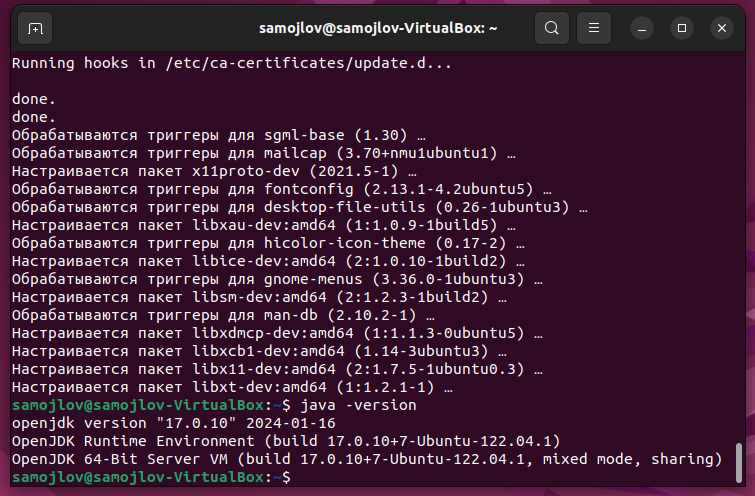 samojlov@samojlov-VirtualBox: ~
Running hooks in /etc/ca-certificates/update.d...
done.
done.
Обрабатываются триггеры для sgml-base (1.30) …
Обрабатываются триггеры для mailcap (3.70+nmu1ubuntu1) …
Настраивается пакет x11proto-dev (2021.5-1) …
Обрабатываются триггеры для fontconfig (2.13.1-4.2ubuntu5) …
Обрабатываются триггеры для desktop-file-utils (0.26-1ubuntu3) …
Настраивается пакет libxau-dev:amd64 (1:1.0.9-1build5) …
Обрабатываются триггеры для hicolor-icon-theme (0.17-2) …
Настраивается пакет libice-dev:amd64 (2:1.0.10-1build2) …
Обрабатываются триггеры для gnome-menus (3.36.0-1ubuntu3) …
Настраивается пакет libsm-dev:amd64 (2:1.2.3-1build2) …
Обрабатываются триггеры для man-db (2.10.2-1) …
Настраивается пакет libxdmcp-dev:amd64 (1:1.1.3-0ubuntu5) …
Настраивается пакет libxcb1-dev:amd64 (1.14-3ubuntu3) …
Настраивается пакет libx11-dev:amd64 (2:1.7.5-1ubuntu0.3) …
Настраивается пакет libxt-dev:amd64 (1:1.2.1-1) …
samojlov@samojlov-VirtualBox:~$ java -version
openjdk version "17.0.10" 2024-01-16
OpenJDK Runtime Environment (build 17.0.10+7-Ubuntu-122.04.1)
OpenJDK 64-Bit Server VM (build 17.0.10+7-Ubuntu-122.04.1, mixed mode, sharing)
samojlov@samojlov-VirtualBox:~$